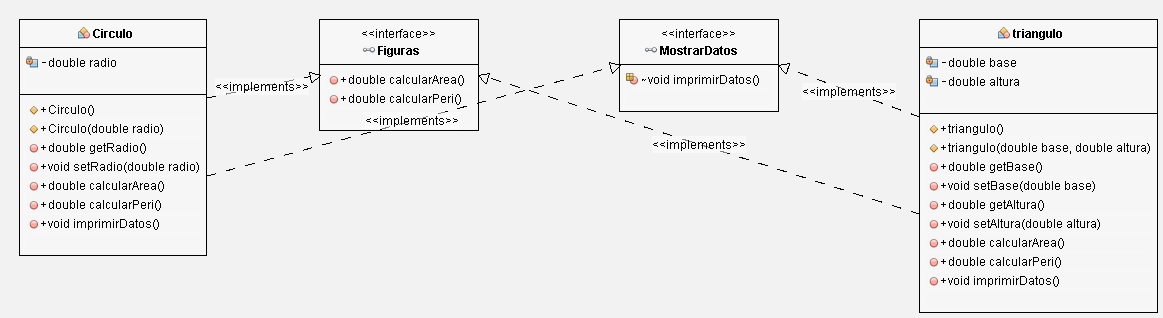 Circulo
- double radio
+ Circulo()
+ Circulo(double radio)
+ double getRadio()
+ void setRadio(double radio)
+ double calcularArea()
+ double calcularPeri()
+ void imprimirDatos()
<<implements>>
<<interface>>
Figuras
+ double calcularArea()
+ double calcularPeri()
<<implements>>
<<interface>>
MostrarDatos
~ void imprimirDatos()
<<implements>>
<<implements>>
triangulo
- double base
- double altura
+ triangulo()
+ triangulo(double base, double altura)
+ double getBase()
+ void setBase(double base)
+ double getAltura()
+ void setAltura(double altura)
+ double calcularArea()
+ double calcularPeri()
+ void imprimirDatos()